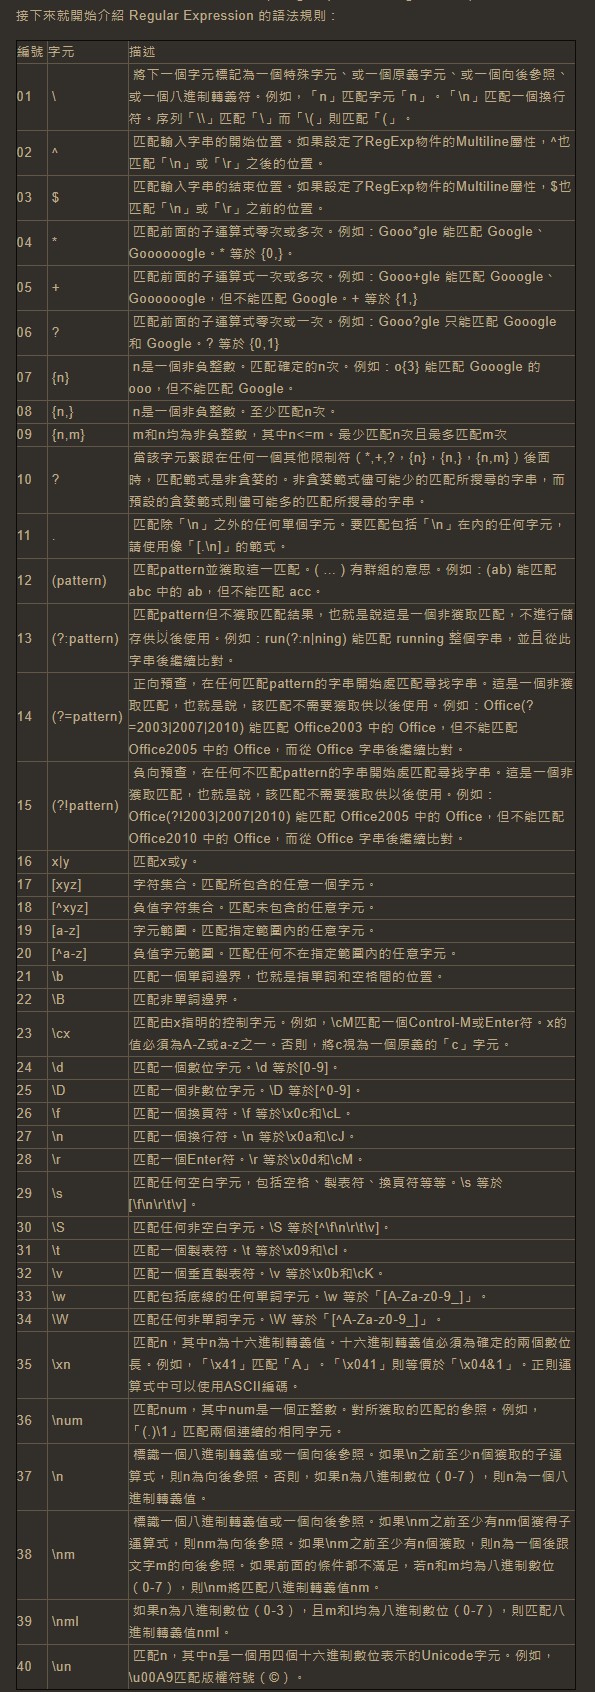 接下來就開始介紹 Regular Expression 的語法規則：
編號 字元 描述
01 \ 將下一個字元標記為一個特殊字元、或一個原義字元、或一個向後參照、
或一個八進制轉義符。例如，「n」匹配字元「n」。「\n」匹配一個換行
符。序列「\\」匹配「\」而「\(」則匹配「(」。
02 ^ 匹配輸入字串的開始位置。如果設定了RegExp物件的Multiline屬性，^也
匹配「\n」或「\r」之後的位置。
03 $ 匹配輸入字串的結束位置。如果設定了RegExp物件的Multiline屬性，$也
匹配「\n」或「\r」之前的位置。
04 * 匹配前面的子運算式零次或多次。例如：Gooo*gle 能匹配 Google、
Goooooogle。* 等於 {0,}。
05 + 匹配前面的子運算式一次或多次。例如：Gooo+gle 能匹配 Gooogle、
Goooooogle，但不能匹配 Google。+ 等於 {1,}
06 ? 匹配前面的子運算式零次或一次。例如：Gooo?gle 只能匹配 Gooogle
和 Google。? 等於 {0,1}
07 {n} n是一個非負整數。匹配確定的n次。例如：o{3} 能匹配 Gooogle 的
ooo，但不能匹配 Google。
08 {n,} n是一個非負整數。至少匹配n次。
09 {n,m} m和n均為非負整數，其中n<=m。最少匹配n次且最多匹配m次
10 ? 當該字元緊跟在任何一個其他限制符（*,+,?，{n}，{n,}，{n,m}）後面
時，匹配範式是非貪婪的。非貪婪範式儘可能少的匹配所搜尋的字串，而
預設的貪婪範式則儘可能多的匹配所搜尋的字串。
11 . 匹配除「\n」之外的任何單個字元。要匹配包括「\n」在內的任何字元，
請使用像「[.\n]」的範式。
12 (pattern) 匹配pattern並獲取這一匹配。( ... ) 有群組的意思。例如：(ab) 能匹配
abc 中的 ab，但不能匹配 acc。
13 (?:pattern) 匹配pattern但不獲取匹配結果，也就是說這是一個非獲取匹配，不進行儲
存供以後使用。例如：run(?:n|ning) 能匹配 running 整個字串，並且從此
字串後繼續比對。
14 (?=pattern) 正向預查，在任何匹配pattern的字串開始處匹配尋找字串。這是一個非獲
取匹配，也就是說，該匹配不需要獲取供以後使用。例如：Office(?
=2003|2007|2010) 能匹配 Office2003 中的 Office，但不能匹配
Office2005 中的 Office，而從 Office 字串後繼續比對。
15 (?!pattern) 負向預查，在任何不匹配pattern的字串開始處匹配尋找字串。這是一個非
獲取匹配，也就是說，該匹配不需要獲取供以後使用。例如：
Office(?!2003|2007|2010) 能匹配 Office2005 中的 Office，但不能匹配
Office2010 中的 Office，而從 Office 字串後繼續比對。
16 x|y 匹配x或y。
17 [xyz] 字符集合。匹配所包含的任意一個字元。
18 [^xyz] 負值字符集合。匹配未包含的任意字元。
19 [a-z] 字元範圍。匹配指定範圍內的任意字元。
20 [^a-z] 負值字元範圍。匹配任何不在指定範圍內的任意字元。
21 \b 匹配一個單詞邊界，也就是指單詞和空格間的位置。
22 \B 匹配非單詞邊界。
23 \cx 匹配由x指明的控制字元。例如，\cM匹配一個Control-M或Enter符。x的
值必須為A-Z或a-z之一。否則，將c視為一個原義的「c」字元。
24 \d 匹配一個數位字元。\d 等於[0-9]。
25 \D 匹配一個非數位字元。\D 等於[^0-9]。
26 \f 匹配一個換頁符。\f 等於\x0c和\cL。
27 \n 匹配一個換行符。\n 等於\x0a和\cJ。
28 \r 匹配一個Enter符。\r 等於\x0d和\cM。
29 \s 匹配任何空白字元，包括空格、製表符、換頁符等等。\s 等於
[\f\n\r\t\v]。
30 \S 匹配任何非空白字元。\S 等於[^\f\n\r\t\v]。
31 \t 匹配一個製表符。\t 等於\x09和\cI。
32 \v 匹配一個垂直製表符。\v 等於\x0b和\cK。
33 \w 匹配包括底線的任何單詞字元。\w 等於「[A-Za-z0-9_]」。
34 \W 匹配任何非單詞字元。\W 等於「[^A-Za-z0-9_]」。
35 \xn 匹配n，其中n為十六進制轉義值。十六進制轉義值必須為確定的兩個數位
長。例如，「\x41」匹配「A」。「\x041」則等價於「\x04&1」。正則運
算式中可以使用ASCII編碼。
36 \num 匹配num，其中num是一個正整數。對所獲取的匹配的參照。例如，
「(.)\1」匹配兩個連續的相同字元。
37 \n 標識一個八進制轉義值或一個向後參照。如果\n之前至少n個獲取的子運
算式，則n為向後參照。否則，如果n為八進制數位（0-7），則n為一個八
進制轉義值。
38 \nm 標識一個八進制轉義值或一個向後參照。如果\nm之前至少有nm個獲得子
運算式，則nm為向後參照。如果\nm之前至少有n個獲取，則n為一個後跟
文字m的向後參照。如果前面的條件都不滿足，若n和m均為八進制數位
（0-7），則\nm將匹配八進制轉義值nm。
39 \nml 如果n為八進制數位（0-3），且m和l均為八進制數位（0-7），則匹配八
進制轉義值nml。
40 \un 匹配n，其中n是一個用四個十六進制數位表示的Unicode字元。例如，
\u00A9匹配版權符號（©）。